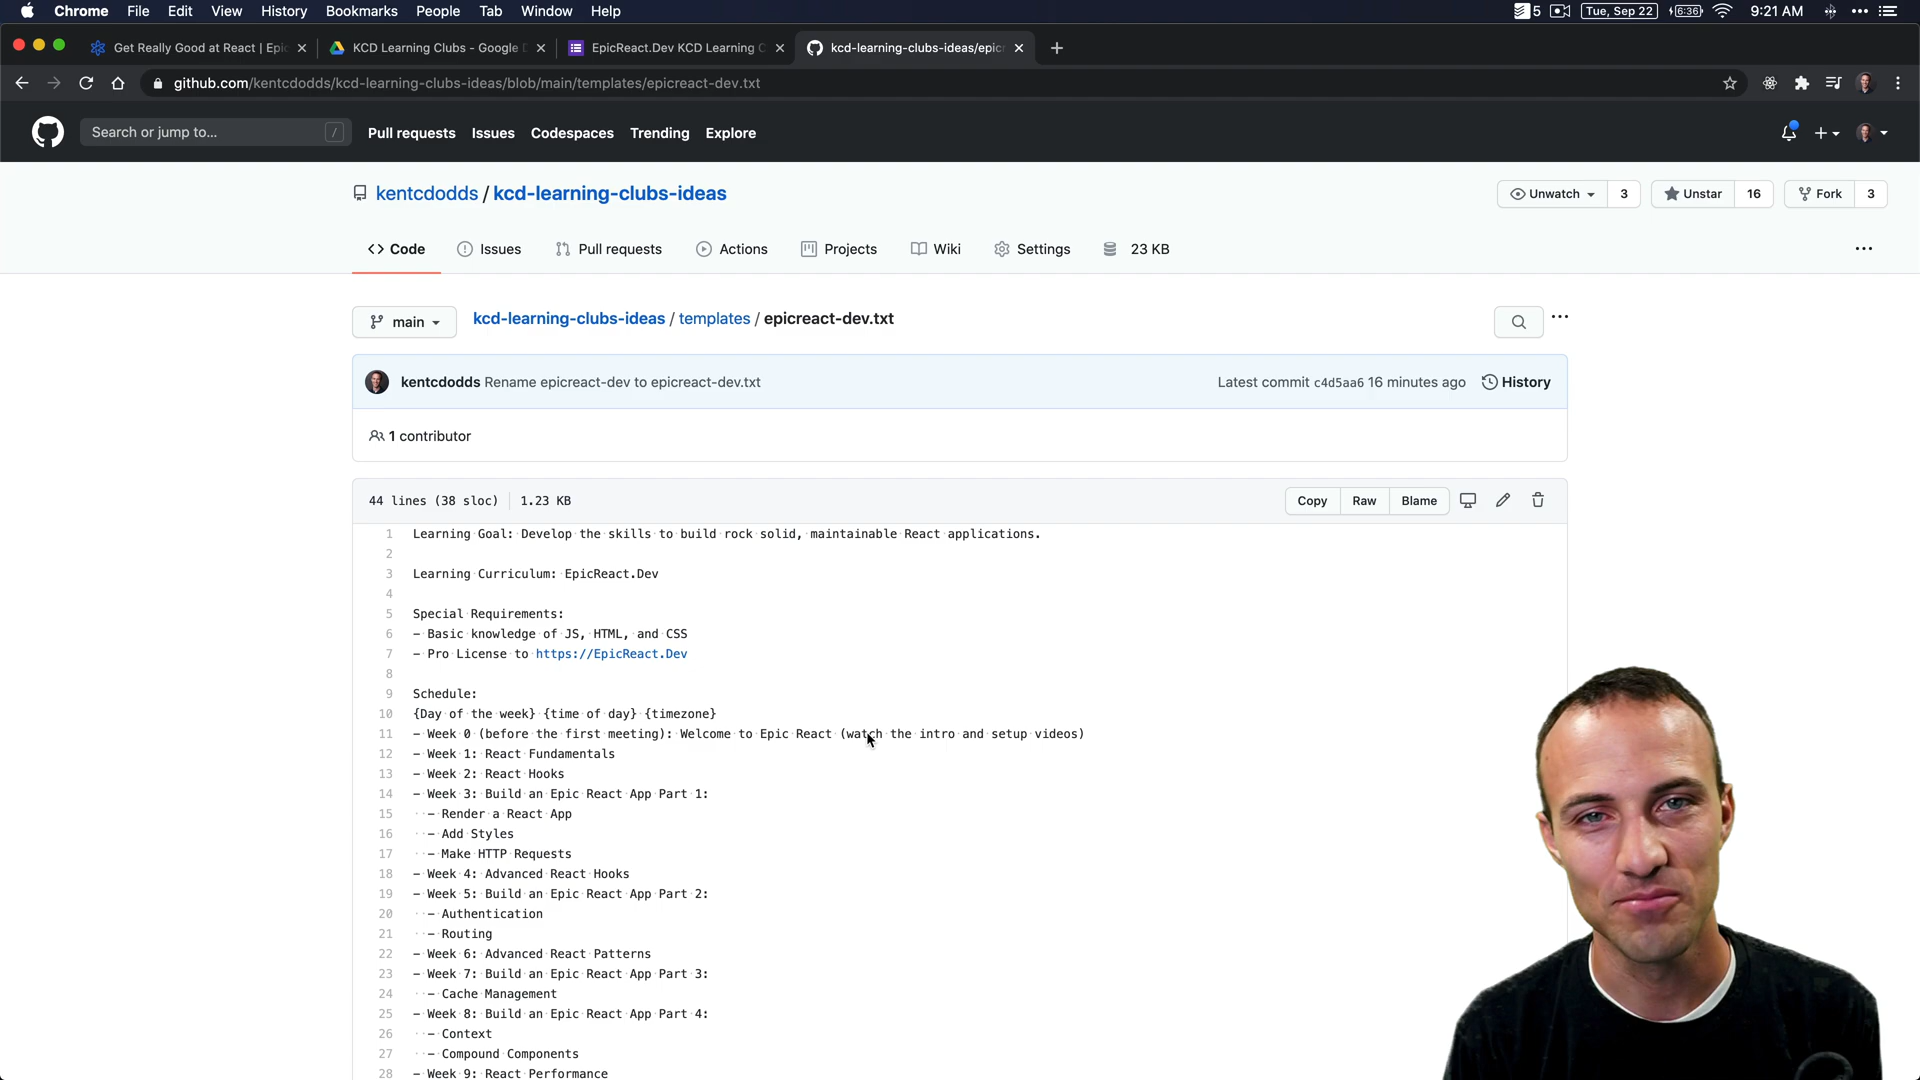 Chrome File Edit View History Bookmarks People Tab Window Help
5 Tue, Sep 22 6:36 9:21 AM
Get Really Good at React | Epic
KCD Learning Clubs - Google D
EpicReact.Dev KCD Learning C
kcd-learning-clubs-ideas/epicr
github.com/kentcdodds/kcd-learning-clubs-ideas/blob/main/templates/epicreact-dev.txt
Search or jump to... / Pull requests Issues Codespaces Trending Explore
kentcdodds / kcd-learning-clubs-ideas
Unwatch 3 Unstar 16 Fork 3
Code Issues Pull requests Actions Projects Wiki Settings 23 KB
main kcd-learning-clubs-ideas / templates / epicreact-dev.txt
kentcdodds Rename epicreact-dev to epicreact-dev.txt Latest commit c4d5aa6 16 minutes ago History
1 contributor
44 lines (38 sloc) 1.23 KB Copy Raw Blame
1 Learning Goal: Develop the skills to build rock solid, maintainable React applications.
2
3 Learning Curriculum: EpicReact.Dev
4
5 Special Requirements:
6 - Basic knowledge of JS, HTML, and CSS
7 - Pro License to https://EpicReact.Dev
8
9 Schedule:
10 {Day of the week} {time of day} {timezone}
11 - Week 0 (before the first meeting): Welcome to Epic React (watch the intro and setup videos)
12 - Week 1: React Fundamentals
13 - Week 2: React Hooks
14 - Week 3: Build an Epic React App Part 1:
15 - Render a React App
16 - Add Styles
17 - Make HTTP Requests
18 - Week 4: Advanced React Hooks
19 - Week 5: Build an Epic React App Part 2:
20 - Authentication
21 - Routing
22 - Week 6: Advanced React Patterns
23 - Week 7: Build an Epic React App Part 3:
24 - Cache Management
25 - Week 8: Build an Epic React App Part 4:
26 - Context
27 - Compound Components
28 - Week 9: React Performance